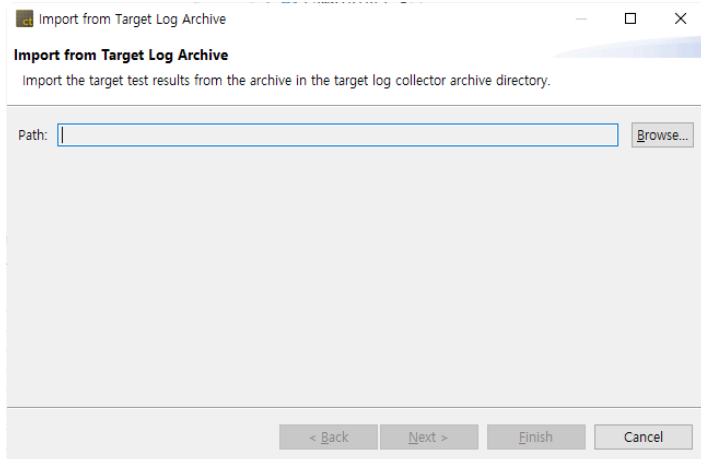 ct Import from Target Log Archive
Import from Target Log Archive
Import the target test results from the archive in the target log collector archive directory.
Path: Browse...
< Back Next > Finish Cancel